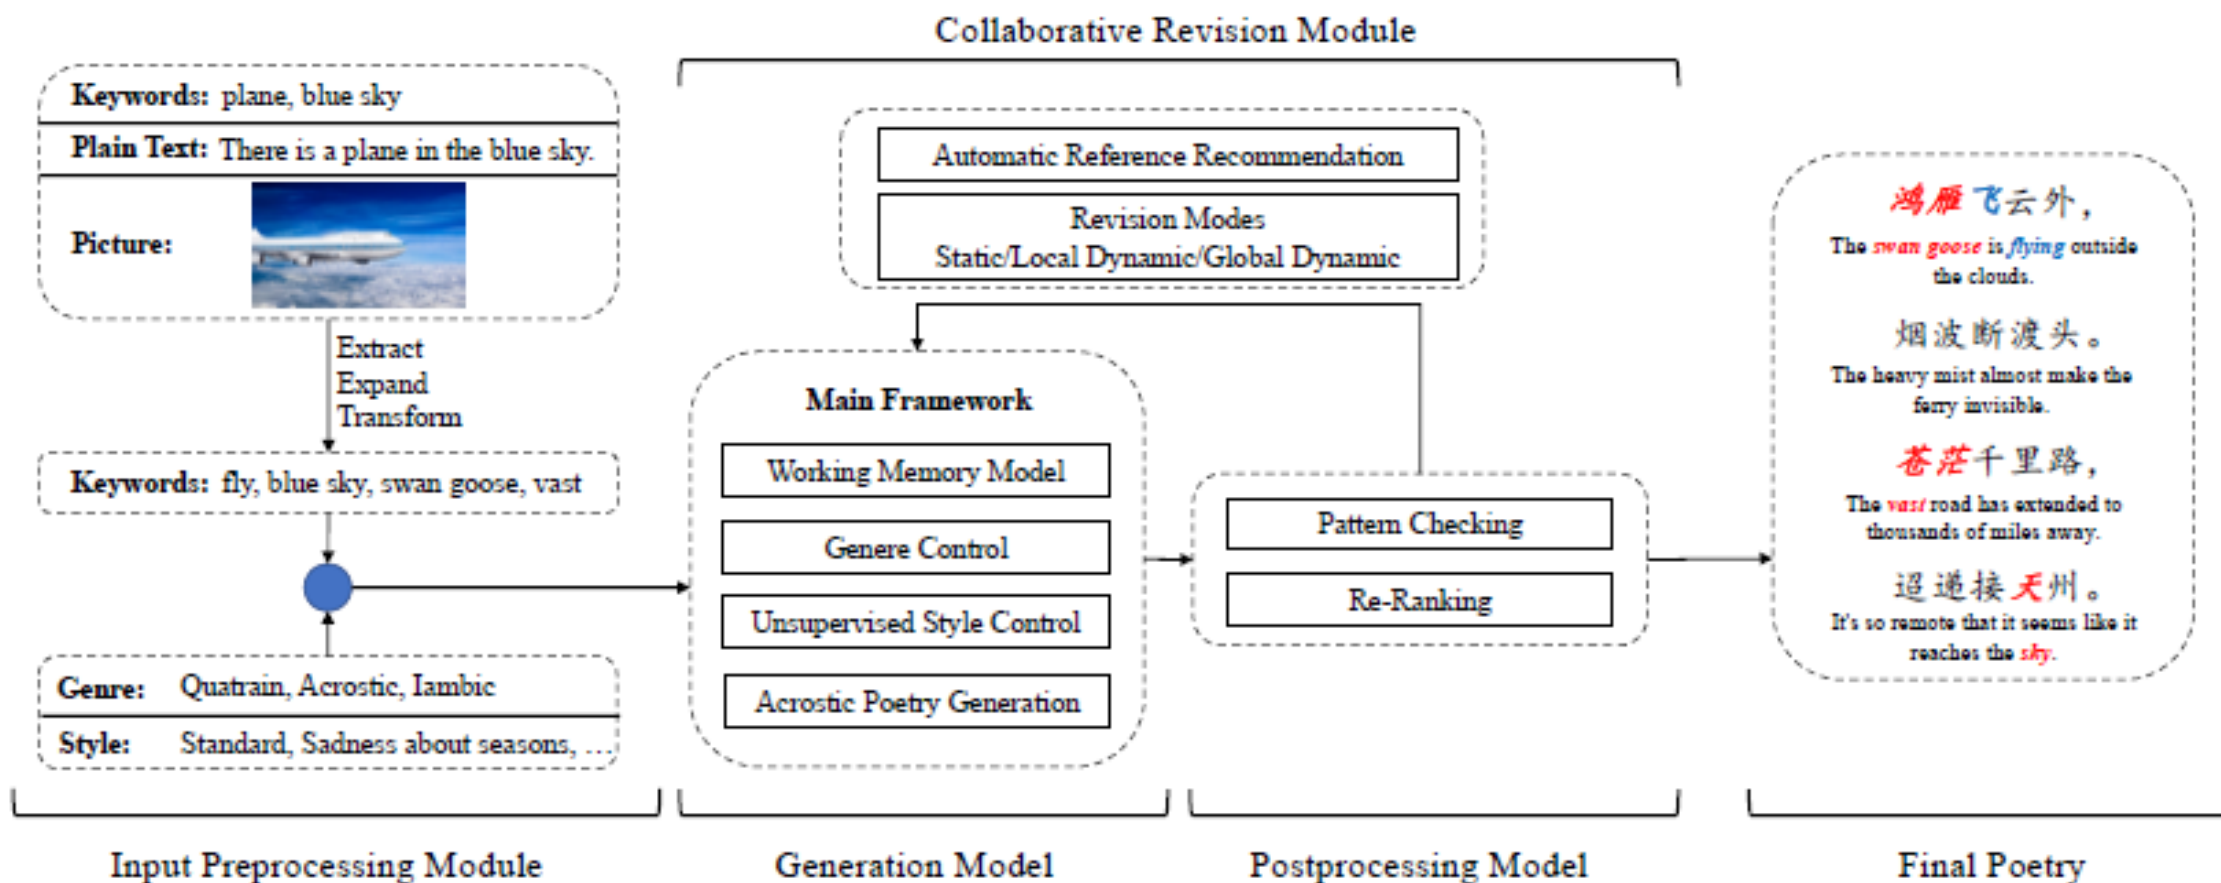 Collaborative Revision Module
Keywords: plane, blue sky
Plain Text: There is a plane in the blue sky.
Picture:
Extract
Expand
Transform
Keywords: fly, blue sky, swan goose, vast
Genre: Quatrain, Acrostic, Iambic
Style: Standard, Sadness about seasons, ...
Input Preprocessing Module
Automatic Reference Recommendation
Revision Modes
Static/Local Dynamic/Global Dynamic
Main Framework
Working Memory Model
Genere Control
Unsupervised Style Control
Acrostic Poetry Generation
Generation Model
Pattern Checking
Re-Ranking
Postprocessing Model
鸿雁飞云外,
The swan goose is flying outside
the clouds.
烟波断渡头。
The heavy mist almost make the
ferry invisible.
苍茫千里路,
The vast road has extended to
thousands of miles away.
迢递接天州。
It's so remote that it seems like it
reaches the sky.
Final Poetry